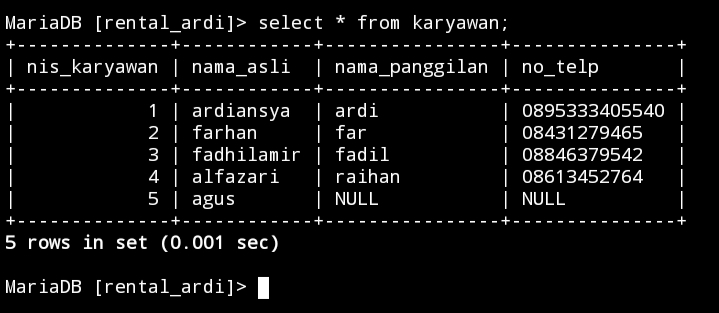 MariaDB [rental_ardi]> select * from karyawan;
+--------------+------------+----------------+---------------+
| nis_karyawan | nama_asli  | nama_panggilan | no_telp       |
+--------------+------------+----------------+---------------+
|            1 | ardiansya  | ardi           | 0895333405540 |
|            2 | farhan     | far            | 08431279465   |
|            3 | fadhilamir | fadil          | 08846379542   |
|            4 | alfazari   | raihan         | 08613452764   |
|            5 | agus       | NULL           | NULL          |
+--------------+------------+----------------+---------------+
5 rows in set (0.001 sec)
MariaDB [rental_ardi]>